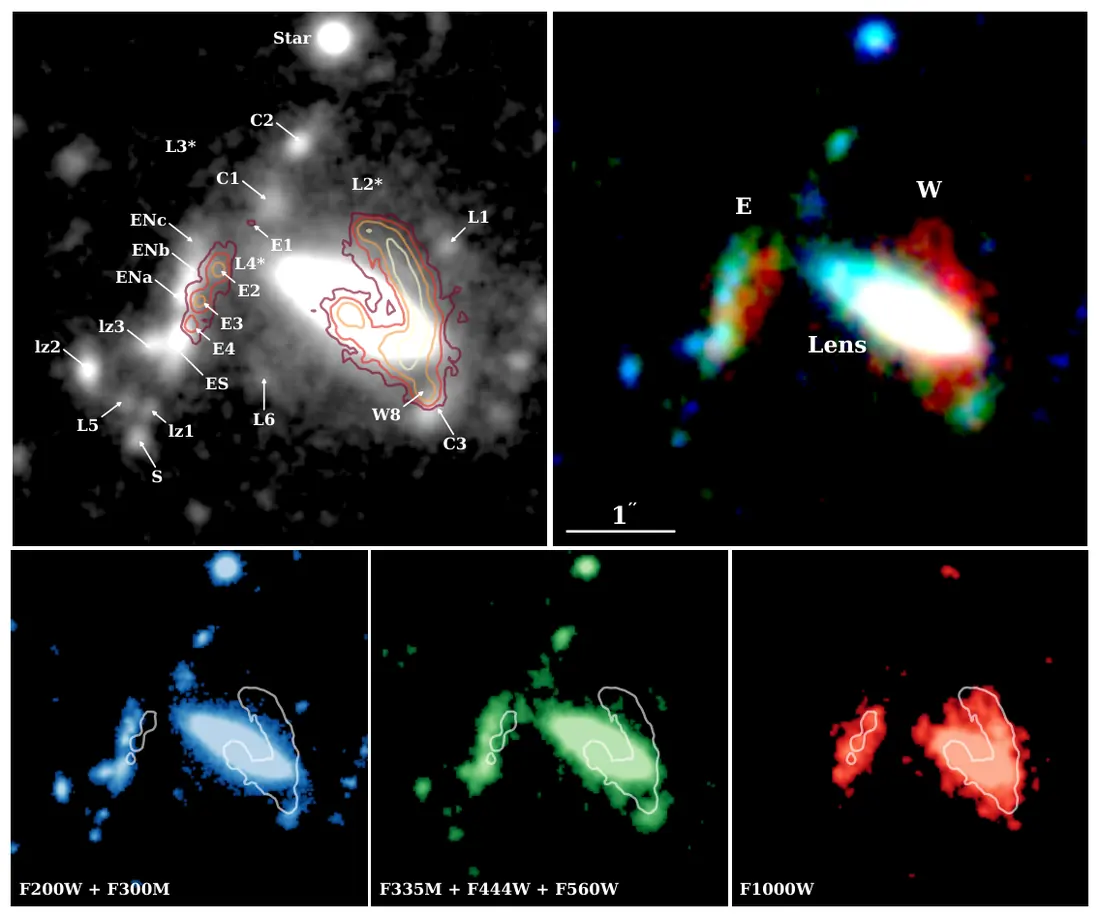 Star
C2
L3*
C1
L2*
ENc
L1
E1
ENb
L4*
ENa
E2
lz3
E3
lz2
E4
ES
L5
lz1
L6
W8
C3
S
E
W
Lens
1″
F200W + F300M
F335M + F444W + F560W
F1000W